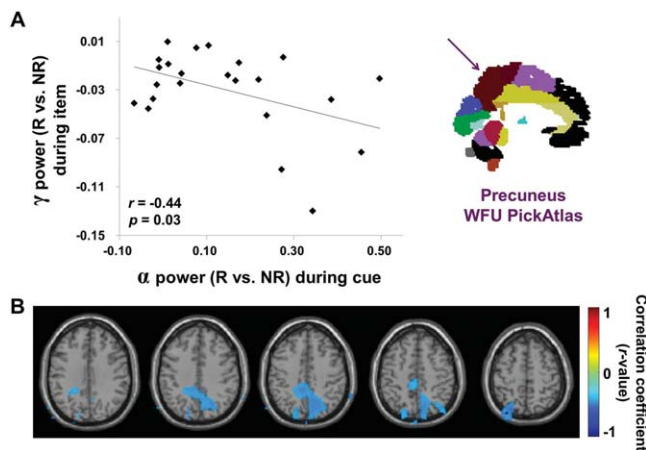 A
γ power (R vs. NR)
during item
0.01
-0.03
-0.07
-0.11
-0.15
r = -0.44
p = 0.03
-0.10
0.10
0.30
0.50
α power (R vs. NR) during cue
Precuneus
WFU PickAtlas
B
1
0
-1
Correlation coefficient
(r-value)